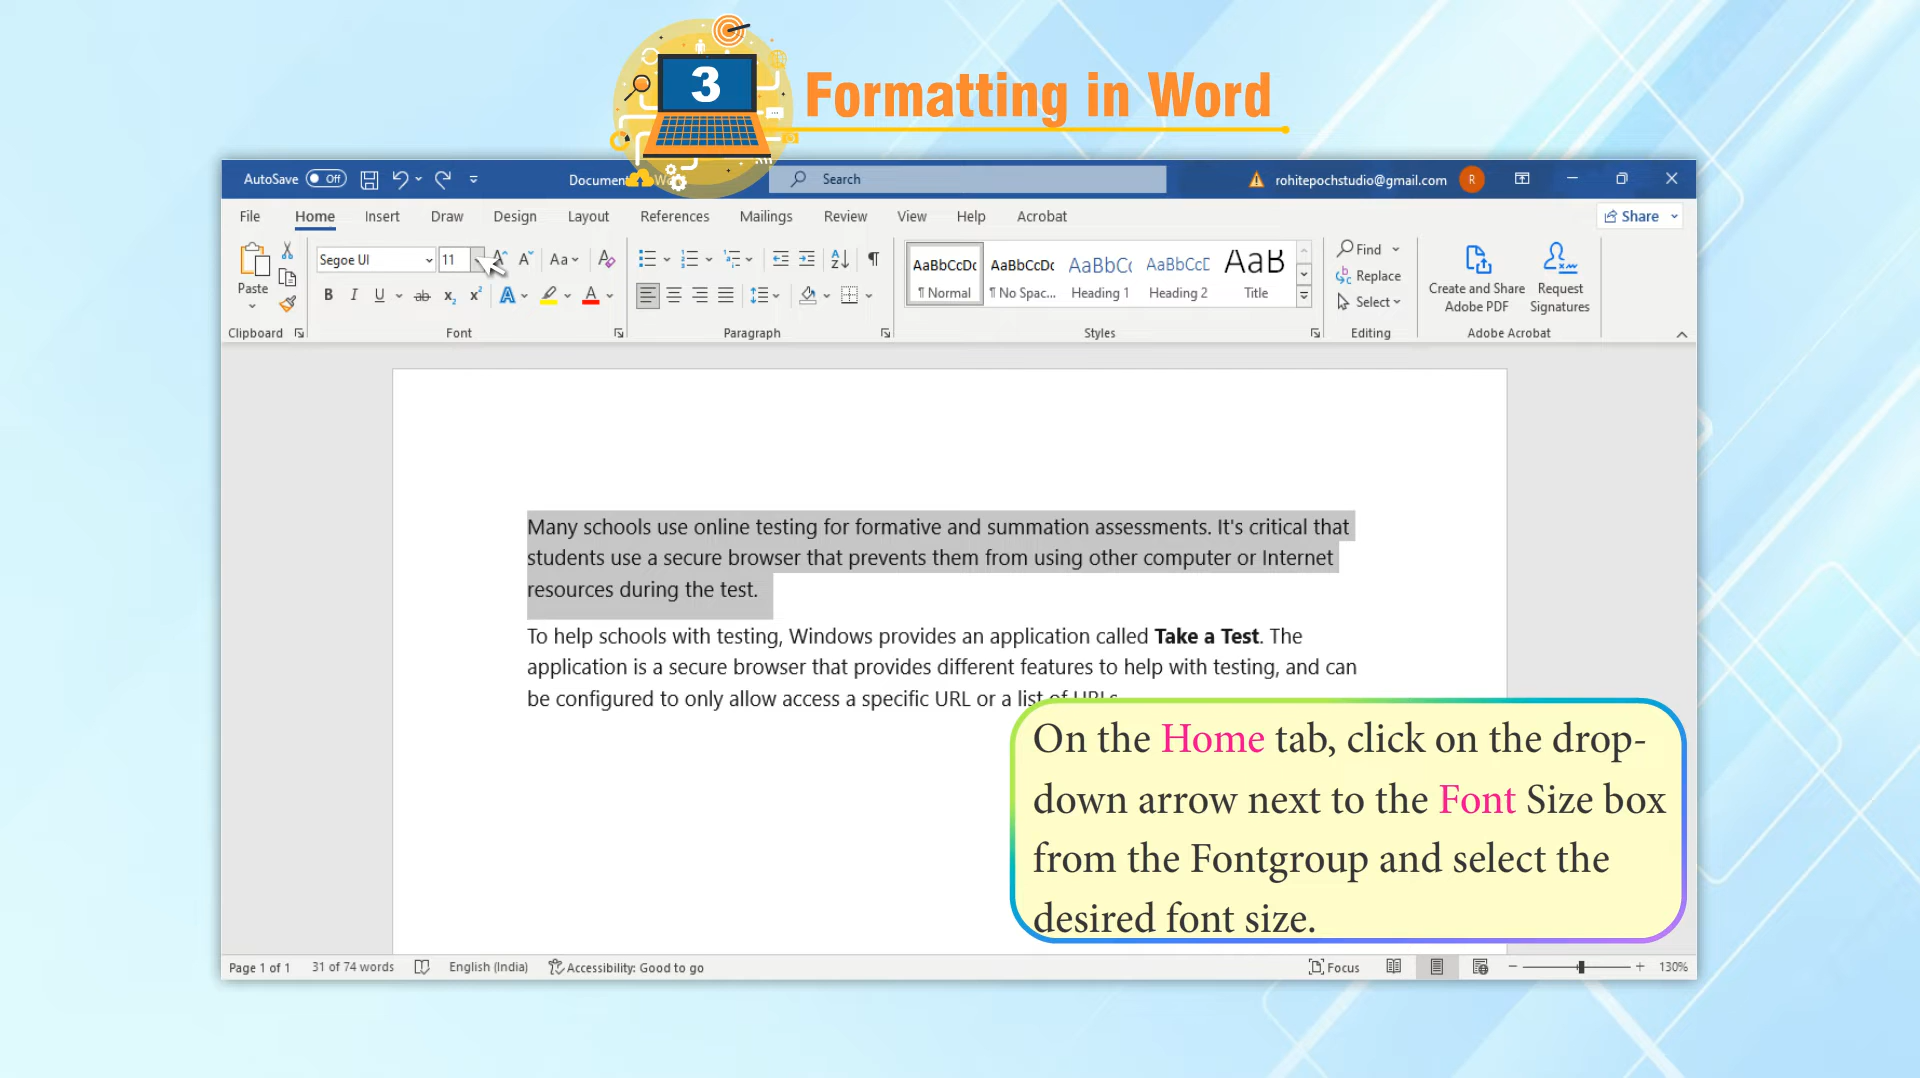 3
Formatting in Word
AutoSave Off
Document
Search
rohitepochstudio@gmail.com R
File Home Insert Draw Design Layout References Mailings Review View Help Acrobat
Share
Paste
Segoe UI 11 A A Aa A
B I U ab x₂ x² A A
AaBbCcDc AaBbCcDc AaBbCc AaBbCcD AaB
¶ Normal ¶ No Spac... Heading 1 Heading 2 Title
Find
Replace
Select
Create and Share
Adobe PDF
Request
Signatures
Clipboard Font Paragraph Styles Editing Adobe Acrobat
Many schools use online testing for formative and summation assessments. It's critical that
students use a secure browser that prevents them from using other computer or Internet
resources during the test.
To help schools with testing, Windows provides an application called Take a Test. The
application is a secure browser that provides different features to help with testing, and can
be configured to only allow access a specific URL or a list of URLs
On the Home tab, click on the drop-
down arrow next to the Font Size box
from the Fontgroup and select the
desired font size.
Page 1 of 1 31 of 74 words English (India) Accessibility: Good to go Focus 130%